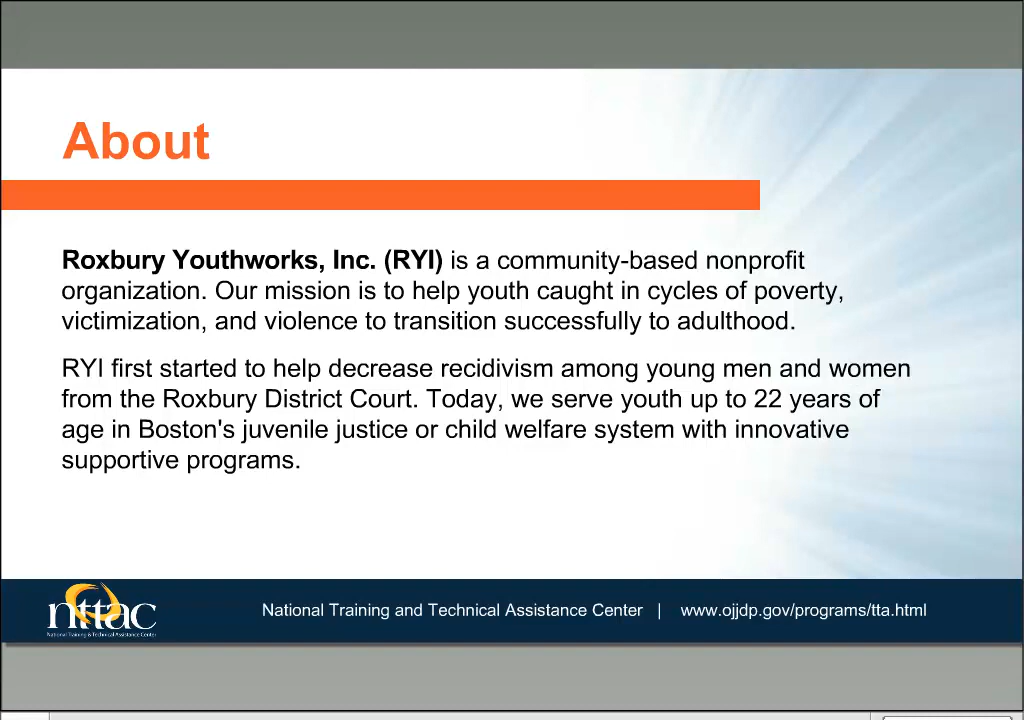 About
Roxbury Youthworks, Inc. (RYI) is a community-based nonprofit
organization. Our mission is to help youth caught in cycles of poverty,
victimization, and violence to transition successfully to adulthood.
RYI first started to help decrease recidivism among young men and women
from the Roxbury District Court. Today, we serve youth up to 22 years of
age in Boston's juvenile justice or child welfare system with innovative
supportive programs.
nttac
National Training & Technical Assistance Center
National Training and Technical Assistance Center | www.ojjdp.gov/programs/tta.html